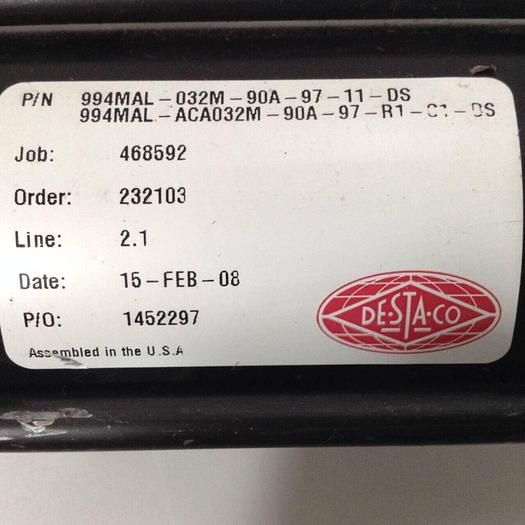 P/N 994MAL-032M-90A-97-11-DS
994MAL-ACA032M-90A-97-R1-C1-DS
Job: 468592
Order: 232103
Line: 2.1
Date: 15-FEB-08
P/O: 1452297
DE-STA-CO
Assembled in the U.S.A